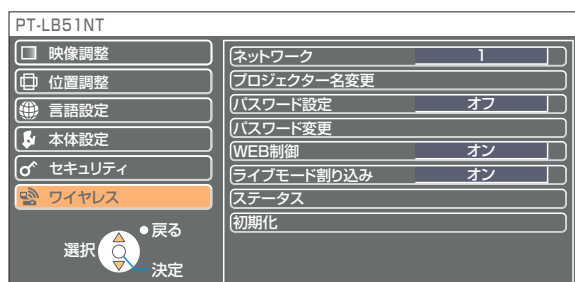 PT-LB51NT
映像調整
位置調整
言語設定
本体設定
セキュリティ
ワイヤレス
戻る
選択
決定
ネットワーク 1
プロジェクター名変更
パスワード設定 オフ
パスワード変更
WEB制御 オン
ライブモード割り込み オン
ステータス
初期化